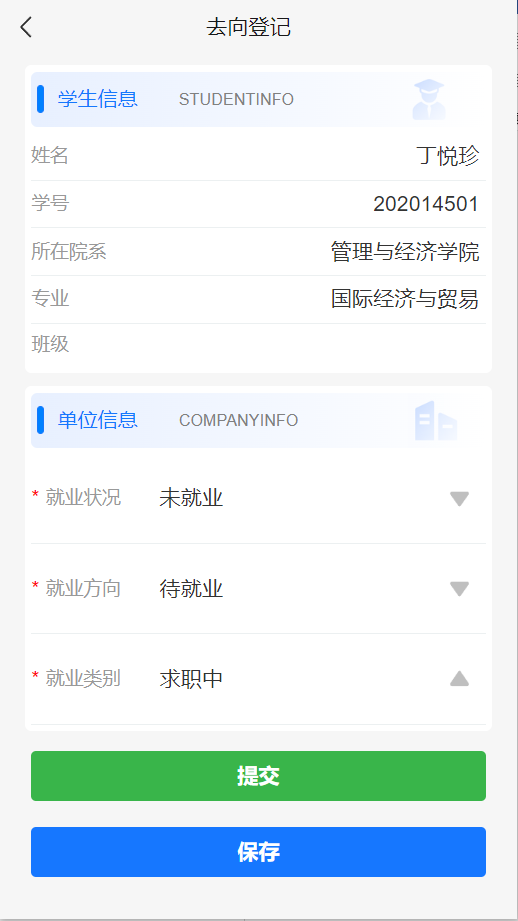 去向登记
学生信息 STUDENTINFO
姓名 丁悦珍
学号 202014501
所在院系 管理与经济学院
专业 国际经济与贸易
班级
单位信息 COMPANYINFO
* 就业状况 未就业
* 就业方向 待就业
* 就业类别 求职中
提交
保存